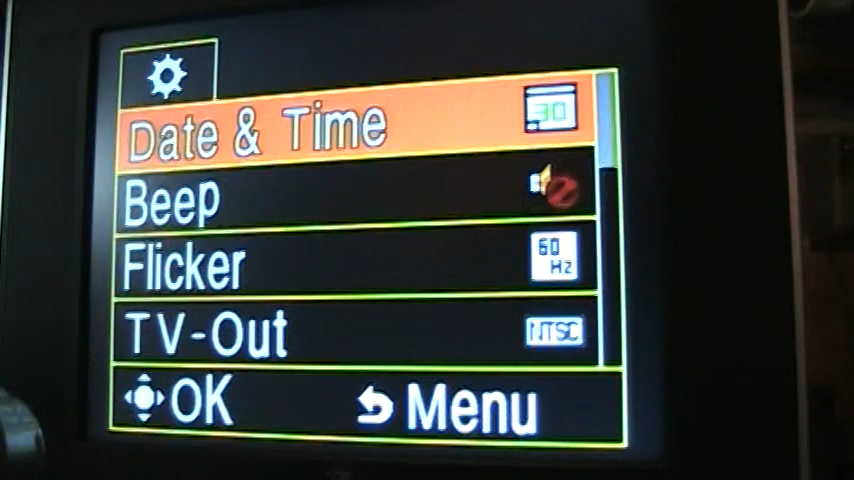 Date & Time 30
Beep
Flicker 60 Hz
TV-Out NTSC
OK Menu